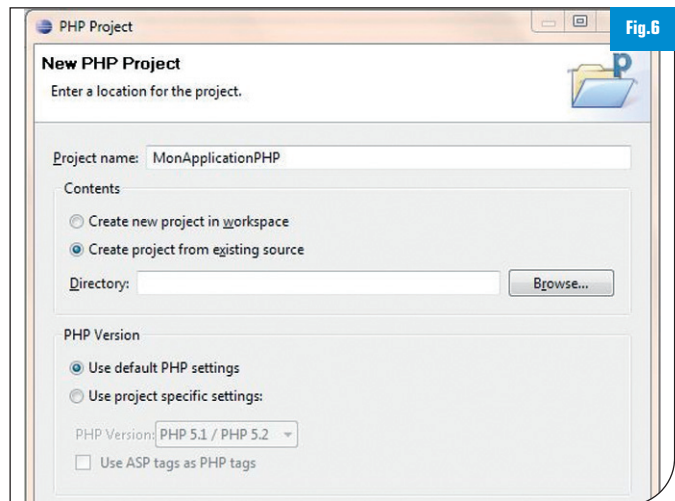 PHP Project
Fig.6
New PHP Project
Enter a location for the project.
p
Project name: MonApplicationPHP
Contents
Create new project in workspace
Create project from existing source
Directory: Browse...
PHP Version
Use default PHP settings
Use project specific settings:
PHP Version: PHP 5.1 / PHP 5.2
Use ASP tags as PHP tags